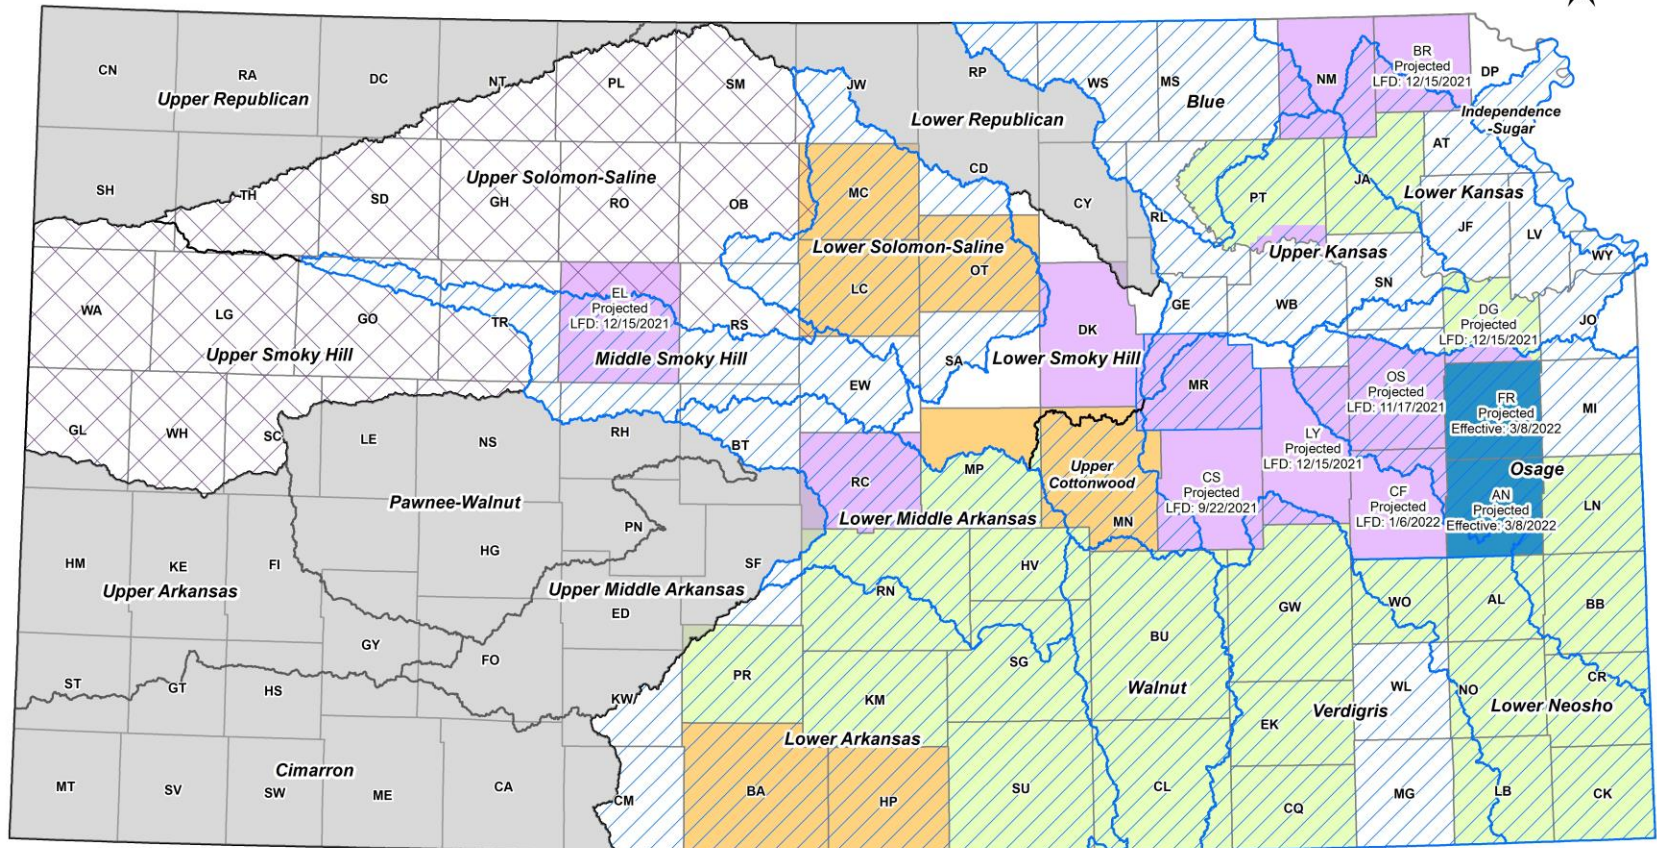 CN
RA
DC
NT
PL
SM
JW
RP
WS
MS
NM
BR
Projected
LFD: 12/15/2021
DP
Upper Republican
Lower Republican
Blue
Independence
-Sugar
AT
SH
TH
SD
Upper Solomon-Saline
GH
RO
OB
MC
CD
CY
RL
PT
JA
Lower Kansas
JF
LV
WY
Lower Solomon-Saline
OT
LC
Upper Kansas
SN
WB
GE
WA
LG
GO
TR
EL
Projected
LFD: 12/15/2021
RS
DK
DG
Projected
LFD: 12/15/2021
JO
Upper Smoky Hill
Middle Smoky Hill
SA
Lower Smoky Hill
EW
MR
OS
Projected
LFD: 11/17/2021
FR
Projected
Effective: 3/8/2022
MI
GL
WH
SC
LE
NS
RH
BT
LY
Projected
LFD: 12/15/2021
Osage
RC
MP
Upper
Cottonwood
CS
Projected
LFD: 9/22/2021
CF
Projected
LFD: 1/6/2022
AN
Projected
Effective: 3/8/2022
LN
Pawnee-Walnut
PN
Lower Middle Arkansas
MN
HM
KE
FI
HG
SF
HV
Upper Arkansas
Upper Middle Arkansas
RN
GW
WO
AL
BB
ED
GY
FO
BU
ST
GT
HS
KW
PR
KM
SG
Walnut
EK
Verdigris
WL
NO
CR
Lower Neosho
Lower Arkansas
Cimarron
MT
SV
SW
ME
CA
CM
BA
HP
SU
CL
CQ
MG
LB
CK